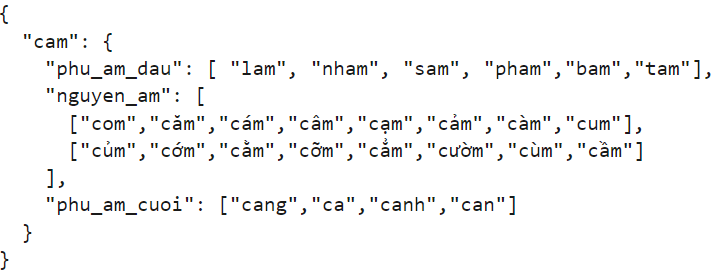 {
"cam": {
"phu_am_dau": [ "lam", "nham", "sam", "pham","bam","tam"],
"nguyen_am": [
["com","căm","cám","câm","cạm","cảm","càm","cum"],
["củm","cớm","cằm","cỡm","cẳm","cườm","cùm","cầm"]
],
"phu_am_cuoi": ["cang","ca","canh","can"]
}
}